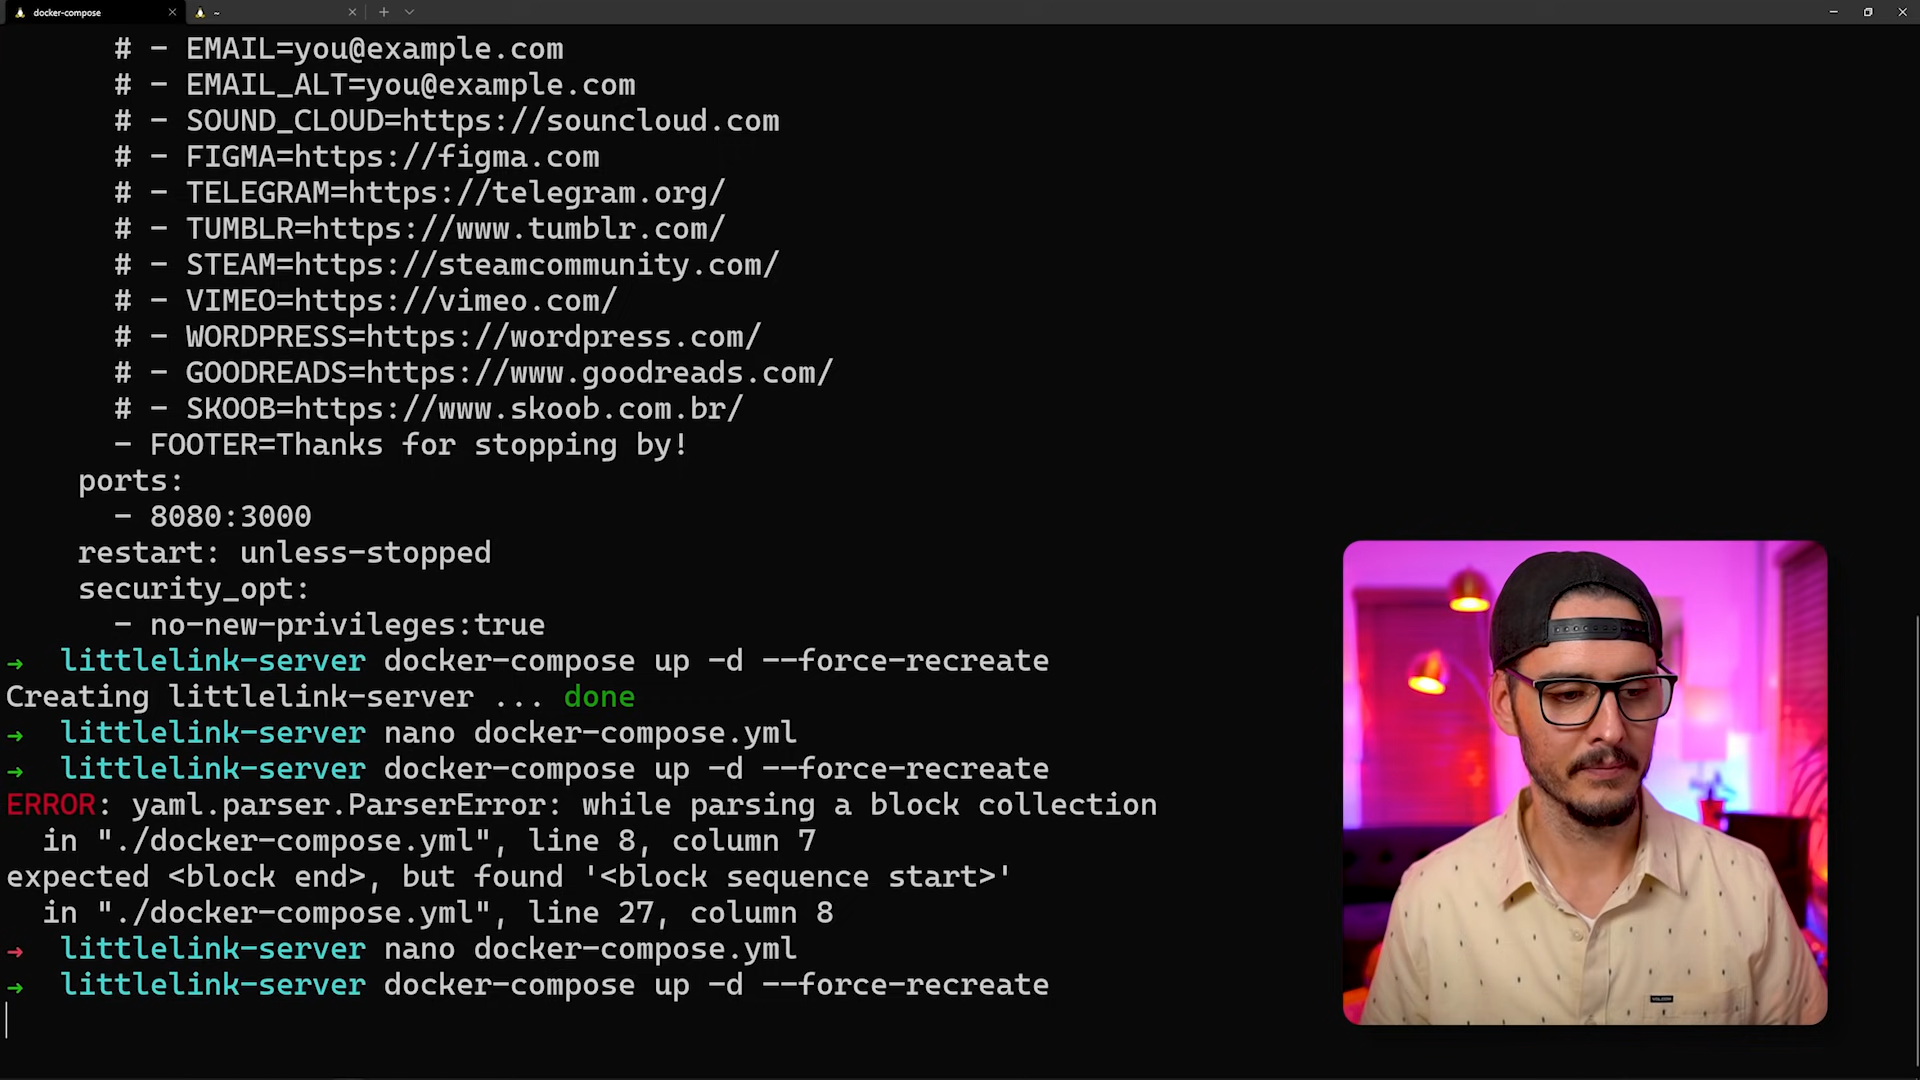 docker-compose
~
# - EMAIL=you@example.com
# - EMAIL_ALT=you@example.com
# - SOUND_CLOUD=https://souncloud.com
# - FIGMA=https://figma.com
# - TELEGRAM=https://telegram.org/
# - TUMBLR=https://www.tumblr.com/
# - STEAM=https://steamcommunity.com/
# - VIMEO=https://vimeo.com/
# - WORDPRESS=https://wordpress.com/
# - GOODREADS=https://www.goodreads.com/
# - SKOOB=https://www.skoob.com.br/
- FOOTER=Thanks for stopping by!
ports:
- 8080:3000
restart: unless-stopped
security_opt:
- no-new-privileges:true
→ littlelink-server docker-compose up -d --force-recreate
Creating littlelink-server ... done
→ littlelink-server nano docker-compose.yml
→ littlelink-server docker-compose up -d --force-recreate
ERROR: yaml.parser.ParserError: while parsing a block collection
in "./docker-compose.yml", line 8, column 7
expected <block end>, but found '<block sequence start>'
in "./docker-compose.yml", line 27, column 8
→ littlelink-server nano docker-compose.yml
→ littlelink-server docker-compose up -d --force-recreate